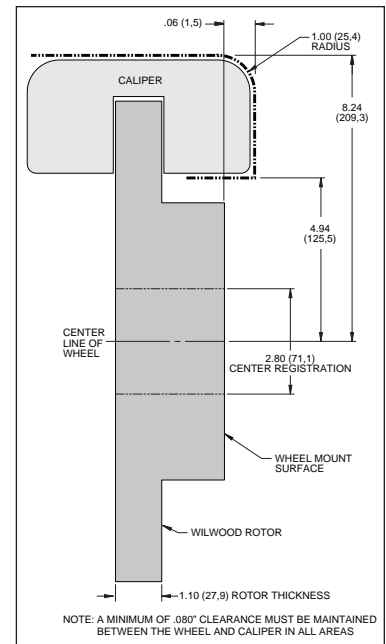 .06 (1,5)
1.00 (25,4)
RADIUS
CALIPER
8.24
(209,3)
4.94
(125,5)
CENTER
LINE OF
WHEEL
2.80 (71,1)
CENTER REGISTRATION
WHEEL MOUNT
SURFACE
WILWOOD ROTOR
1.10 (27,9) ROTOR THICKNESS
NOTE: A MINIMUM OF .080" CLEARANCE MUST BE MAINTAINED
BETWEEN THE WHEEL AND CALIPER IN ALL AREAS